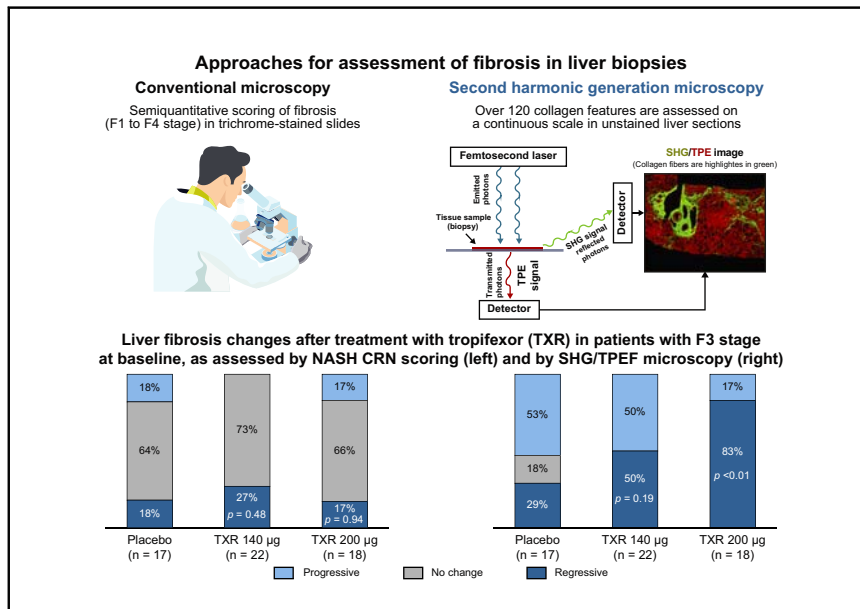 Approaches for assessment of fibrosis in liver biopsies
Conventional microscopy
Semiquantitative scoring of fibrosis
(F1 to F4 stage) in trichrome-stained slides
Second harmonic generation microscopy
Over 120 collagen features are assessed on
a continuous scale in unstained liver sections
Femtosecond laser
Emitted
photons
Tissue sample
(biopsy)
SHG signal
reflected
photons
Transmitted
photons
TPE
signal
Detector
Detector
SHG/TPE image
(Collagen fibers are highlightes in green)
Liver fibrosis changes after treatment with tropifexor (TXR) in patients with F3 stage
at baseline, as assessed by NASH CRN scoring (left) and by SHG/TPEF microscopy (right)
18%
64%
18%
73%
27%
p = 0.48
17%
66%
17%
p = 0.94
Placebo
(n = 17)
TXR 140 µg
(n = 22)
TXR 200 µg
(n = 18)
53%
18%
29%
50%
50%
p = 0.19
17%
83%
p <0.01
Placebo
(n = 17)
TXR 140 µg
(n = 22)
TXR 200 µg
(n = 18)
Progressive
No change
Regressive